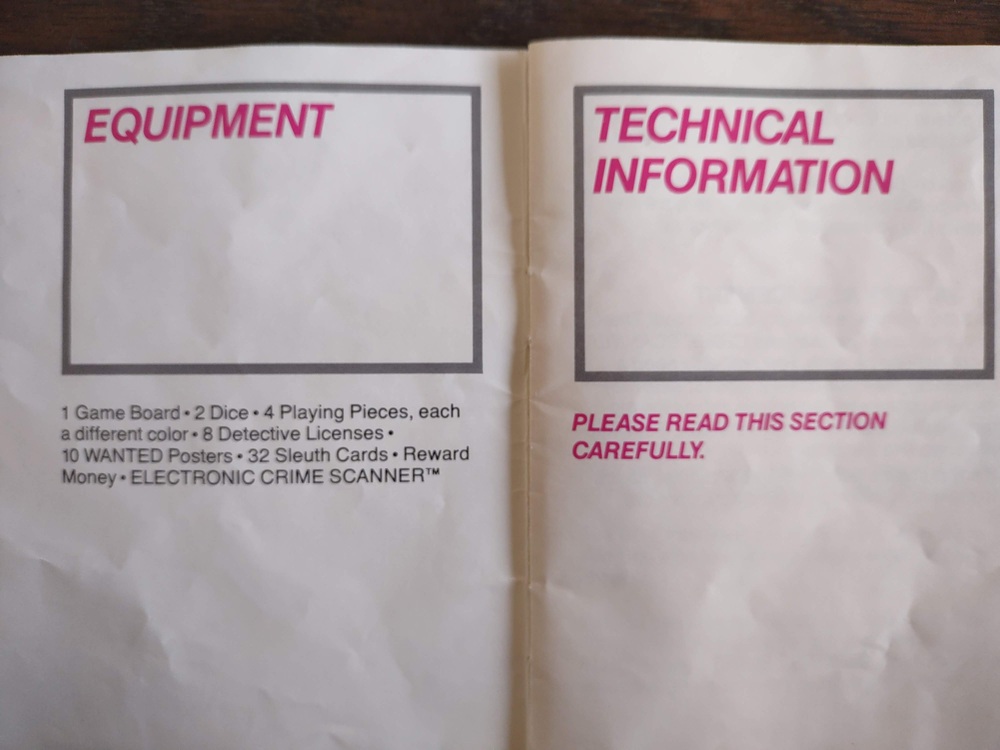 EQUIPMENT
1 Game Board • 2 Dice • 4 Playing Pieces, each
a different color • 8 Detective Licenses •
10 WANTED Posters • 32 Sleuth Cards • Reward
Money • ELECTRONIC CRIME SCANNER™
TECHNICAL
INFORMATION
PLEASE READ THIS SECTION
CAREFULLY.